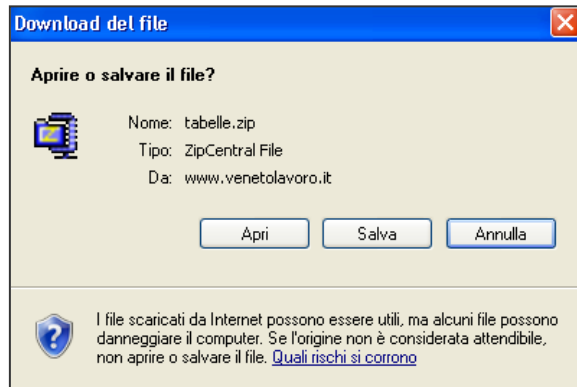 Download del file
Aprire o salvare il file?
Nome: tabelle.zip
Tipo: ZipCentral File
Da: www.venetolavoro.it
Apri Salva Annulla
I file scaricati da Internet possono essere utili, ma alcuni file possono
danneggiare il computer. Se l'origine non è considerata attendibile,
non aprire o salvare il file. Quali rischi si corrono